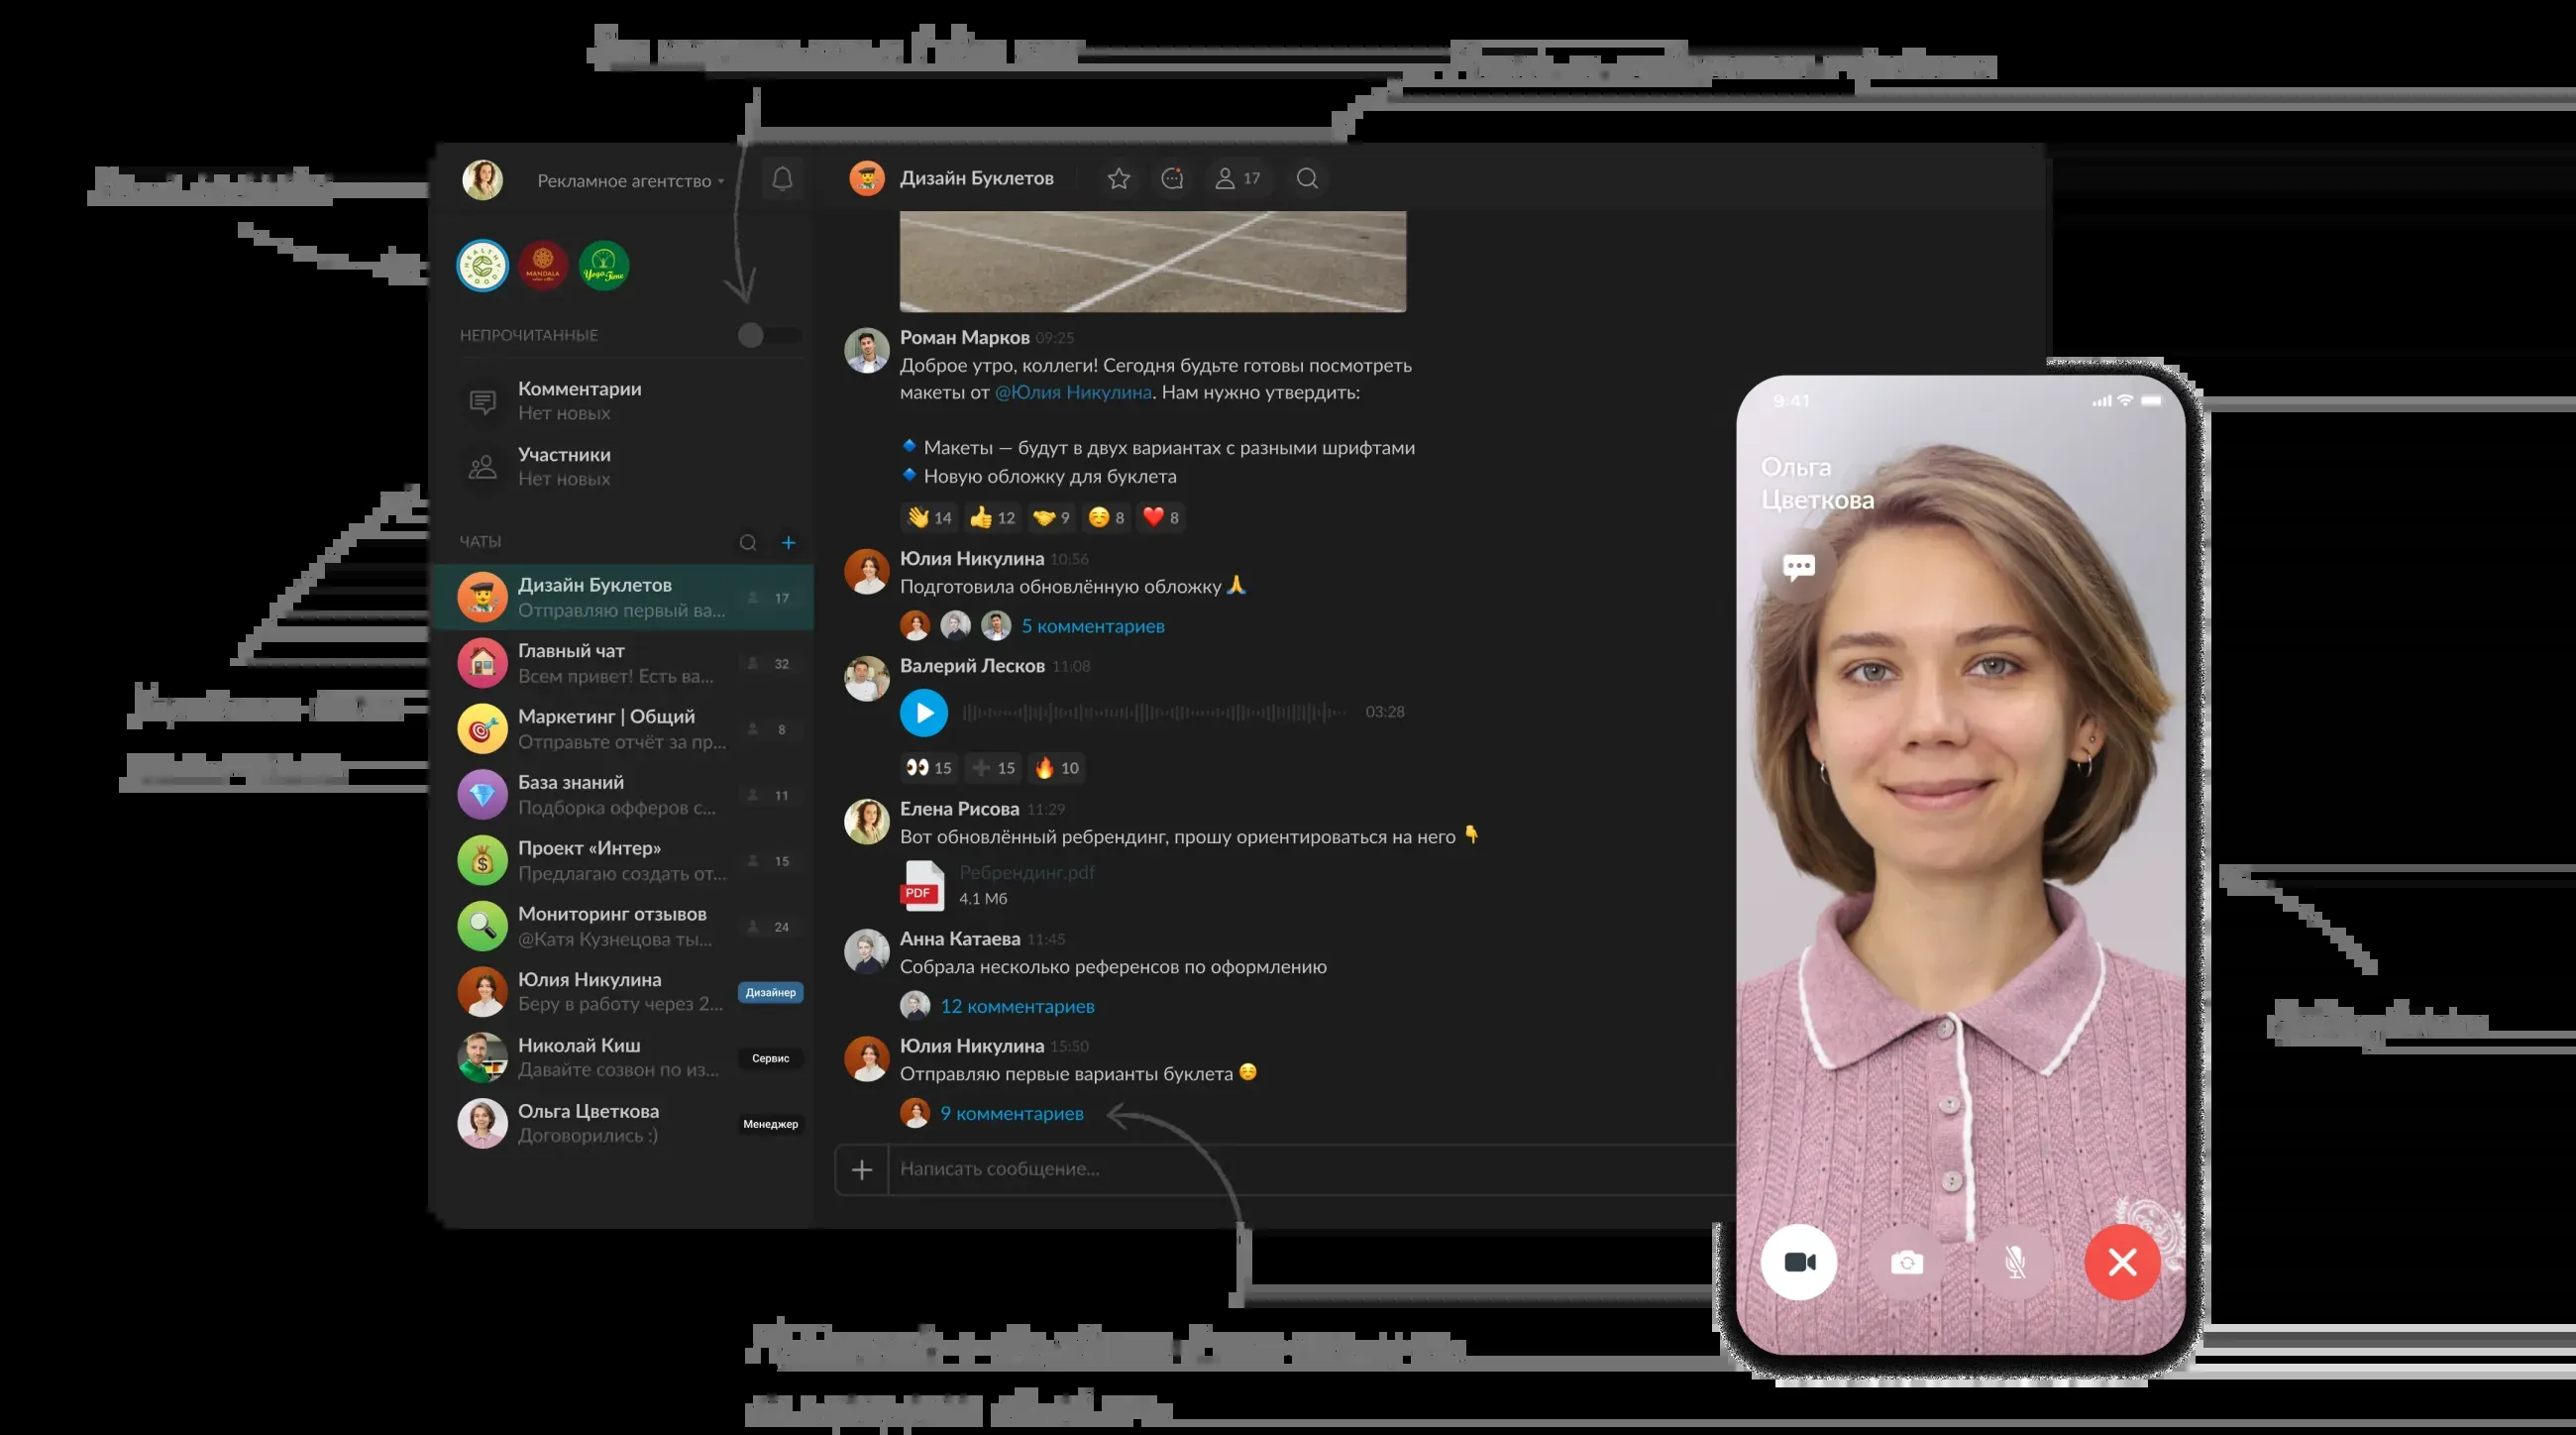 Рекламное агентство
HEALTHY FOOD
MANDALA
Yoga Time
НЕПРОЧИТАННЫЕ
Комментарии
Нет новых
Участники
Нет новых
ЧАТЫ
Дизайн Буклетов
17
Отправляю первый ва...
Главный чат
32
Всем привет! Есть ва...
Маркетинг | Общий
8
Отправьте отчёт за пр...
База знаний
11
Подборка офферов с...
Проект «Интер»
15
Предлагаю создать от...
Мониторинг отзывов
24
@Катя Кузнецова ты...
Юлия Никулина
Дизайнер
Беру в работу через 2...
Николай Киш
Сервис
Давайте созвон по из...
Ольга Цветкова
Менеджер
Договорились :)
Дизайн Буклетов 17
Роман Марков 09:25
Доброе утро, коллеги! Сегодня будьте готовы посмотреть
макеты от @Юлия Никулина. Нам нужно утвердить:
🔹 Макеты — будут в двух вариантах с разными шрифтами
🔹 Новую обложку для буклета
👋 14 👍 12 🤝 9 ☺️ 8 ❤️ 8
Юлия Никулина 10:56
Подготовила обновлённую обложку 🙏
5 комментариев
Валерий Лесков 11:08
03:28
👀 15 ➕ 15 🔥 10
Елена Рисова 11:29
Вот обновлённый ребрендинг, прошу ориентироваться на него 👇
Ребрендинг.pdf
PDF
4.1 Мб
Анна Катаева 11:45
Собрала несколько референсов по оформлению
12 комментариев
Юлия Никулина 15:50
Отправляю первые варианты буклета ☺️
9 комментариев
Написать сообщение...
9:41
Ольга
Цветкова